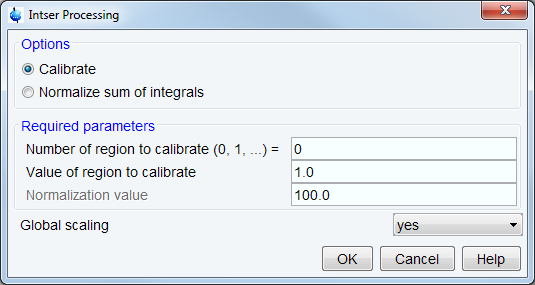 Intser Processing
Options
Calibrate
Normalize sum of integrals
Required parameters
Number of region to calibrate (0, 1, ...) = 0
Value of region to calibrate 1.0
Normalization value 100.0
Global scaling yes
OK Cancel Help